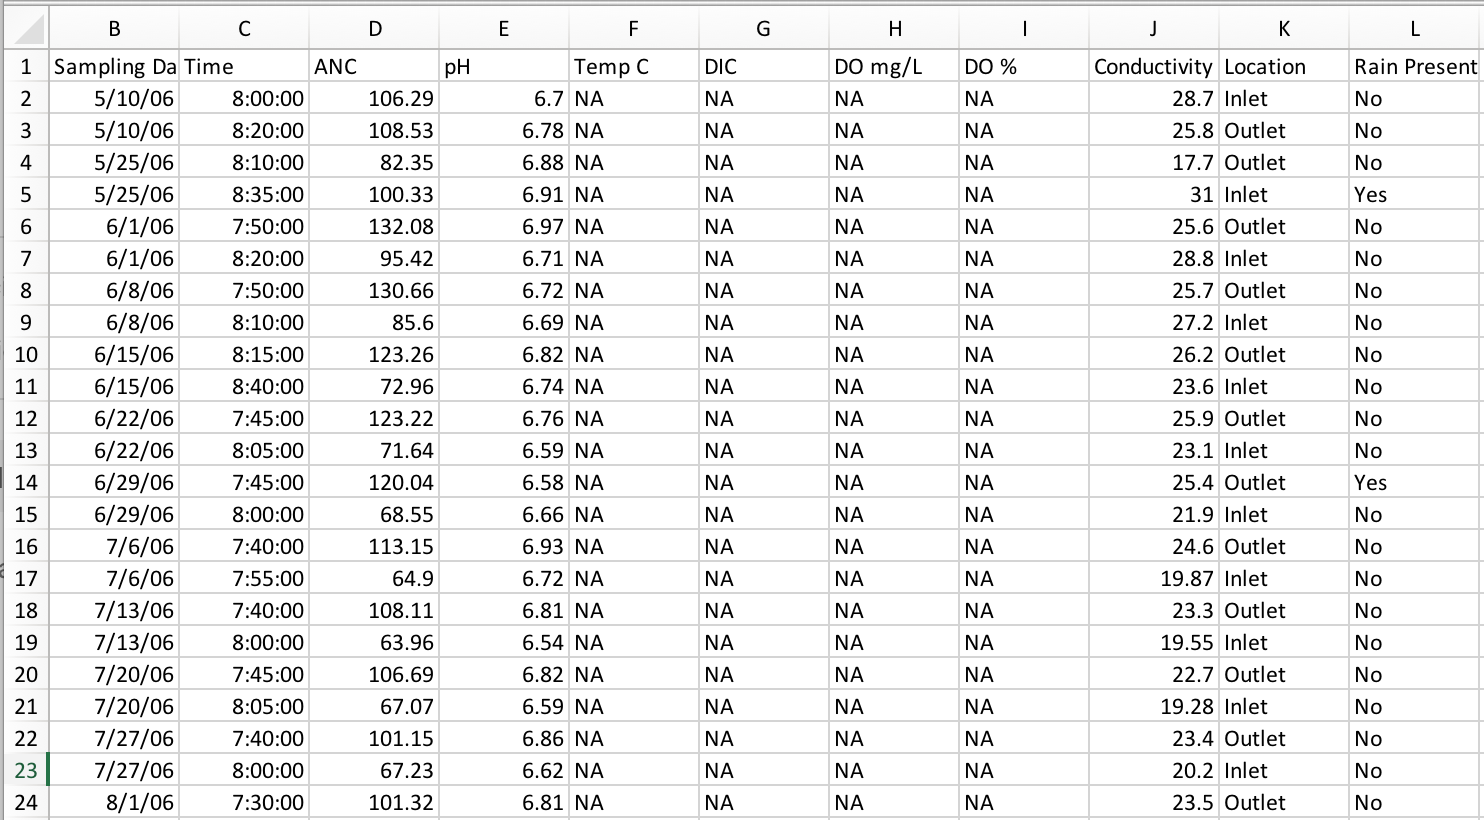 B C D E F G H I J K L
1 Sampling Da Time ANC pH Temp C DIC DO mg/L DO % Conductivity Location Rain Present
2 5/10/06 8:00:00 106.29 6.7 NA NA NA NA 28.7 Inlet No
3 5/10/06 8:20:00 108.53 6.78 NA NA NA NA 25.8 Outlet No
4 5/25/06 8:10:00 82.35 6.88 NA NA NA NA 17.7 Outlet No
5 5/25/06 8:35:00 100.33 6.91 NA NA NA NA 31 Inlet Yes
6 6/1/06 7:50:00 132.08 6.97 NA NA NA NA 25.6 Outlet No
7 6/1/06 8:20:00 95.42 6.71 NA NA NA NA 28.8 Inlet No
8 6/8/06 7:50:00 130.66 6.72 NA NA NA NA 25.7 Outlet No
9 6/8/06 8:10:00 85.6 6.69 NA NA NA NA 27.2 Inlet No
10 6/15/06 8:15:00 123.26 6.82 NA NA NA NA 26.2 Outlet No
11 6/15/06 8:40:00 72.96 6.74 NA NA NA NA 23.6 Inlet No
12 6/22/06 7:45:00 123.22 6.76 NA NA NA NA 25.9 Outlet No
13 6/22/06 8:05:00 71.64 6.59 NA NA NA NA 23.1 Inlet No
14 6/29/06 7:45:00 120.04 6.58 NA NA NA NA 25.4 Outlet Yes
15 6/29/06 8:00:00 68.55 6.66 NA NA NA NA 21.9 Inlet No
16 7/6/06 7:40:00 113.15 6.93 NA NA NA NA 24.6 Outlet No
17 7/6/06 7:55:00 64.9 6.72 NA NA NA NA 19.87 Inlet No
18 7/13/06 7:40:00 108.11 6.81 NA NA NA NA 23.3 Outlet No
19 7/13/06 8:00:00 63.96 6.54 NA NA NA NA 19.55 Inlet No
20 7/20/06 7:45:00 106.69 6.82 NA NA NA NA 22.7 Outlet No
21 7/20/06 8:05:00 67.07 6.59 NA NA NA NA 19.28 Inlet No
22 7/27/06 7:40:00 101.15 6.86 NA NA NA NA 23.4 Outlet No
23 7/27/06 8:00:00 67.23 6.62 NA NA NA NA 20.2 Inlet No
24 8/1/06 7:30:00 101.32 6.81 NA NA NA NA 23.5 Outlet No